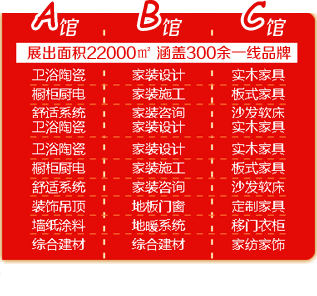 A馆 B馆 C馆
展出面积22000㎡ 涵盖300余一线品牌
卫浴陶瓷 家装设计 实木家具
橱柜厨电 家装施工 板式家具
舒适系统 家装咨询 沙发软床
卫浴陶瓷 家装设计 实木家具
卫浴陶瓷 家装设计 实木家具
橱柜厨电 家装施工 板式家具
舒适系统 家装咨询 沙发软床
装饰吊顶 地板门窗 定制家具
墙纸涂料 地暖系统 移门衣柜
综合建材 综合建材 家纺家饰